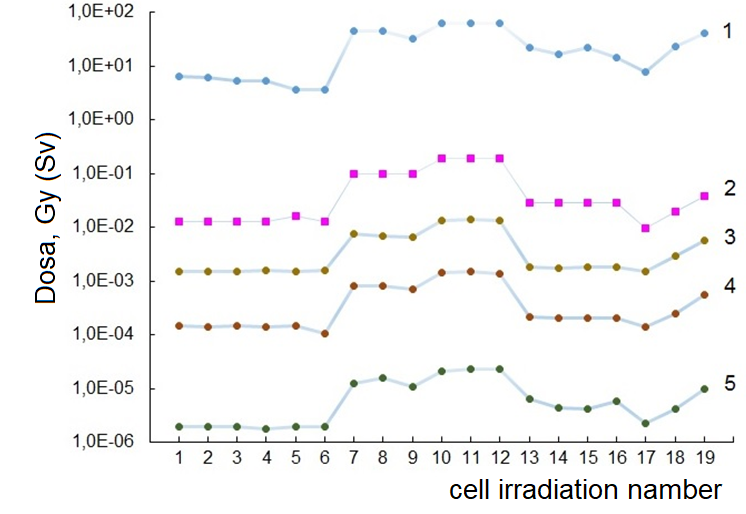 1,0E+02
1,0E+01
1,0E+00
1,0E-01
1,0E-02
1,0E-03
1,0E-04
1,0E-05
1,0E-06
Dosa, Gy (Sv)
1
2
3
4
5
1 2 3 4 5 6 7 8 9 10 11 12 13 14 15 16 17 18 19
cell irradiation namber